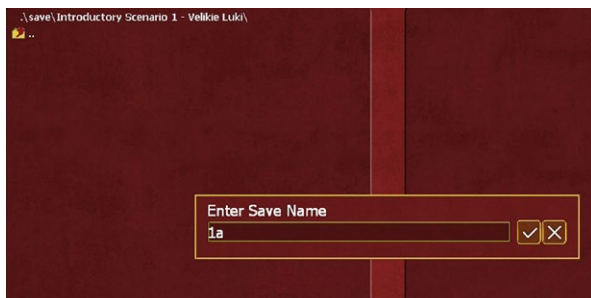 .\save\Introductory Scenario 1 - Velikie Luki\
..
Enter Save Name
1a